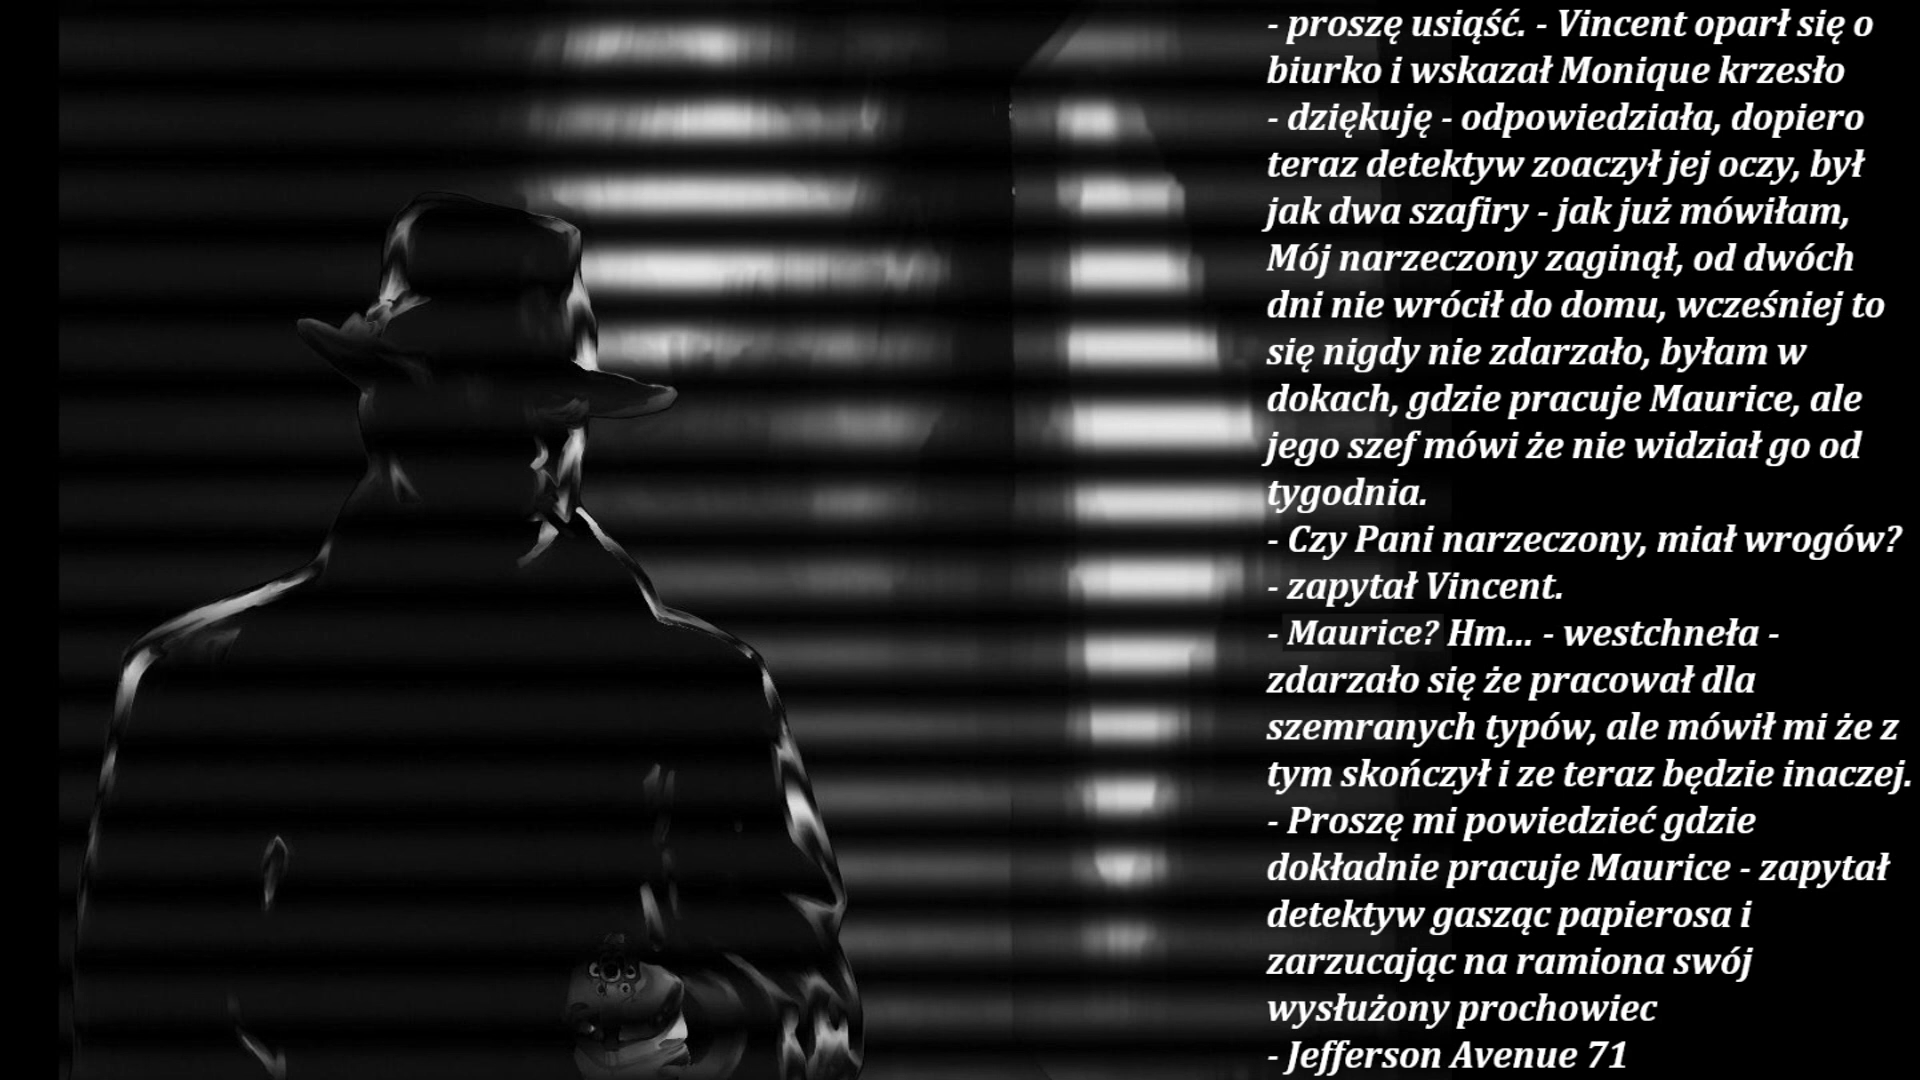 - proszę usiąść. - Vincent oparł się o
biurko i wskazał Monique krzesło
- dziękuję - odpowiedziała, dopiero
teraz detektyw zoaczył jej oczy, był
jak dwa szafiry - jak już mówiłam,
Mój narzeczony zaginął, od dwóch
dni nie wrócił do domu, wcześniej to
się nigdy nie zdarzało, byłam w
dokach, gdzie pracuje Maurice, ale
jego szef mówi że nie widział go od
tygodnia.
- Czy Pani narzeczony, miał wrogów?
- zapytał Vincent.
- Maurice? Hm... - westchneła -
zdarzało się że pracował dla
szemranych typów, ale mówił mi że z
tym skończył i ze teraz będzie inaczej.
- Proszę mi powiedzieć gdzie
dokładnie pracuje Maurice - zapytał
detektyw gasząc papierosa i
zarzucając na ramiona swój
wysłużony prochowiec
- Jefferson Avenue 71